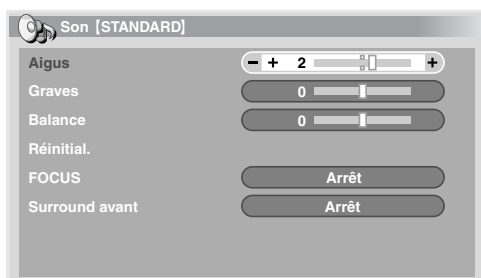 Son [STANDARD]
Aigus - + 2 +
Graves 0
Balance 0
Réinitial.
FOCUS Arrêt
Surround avant Arrêt